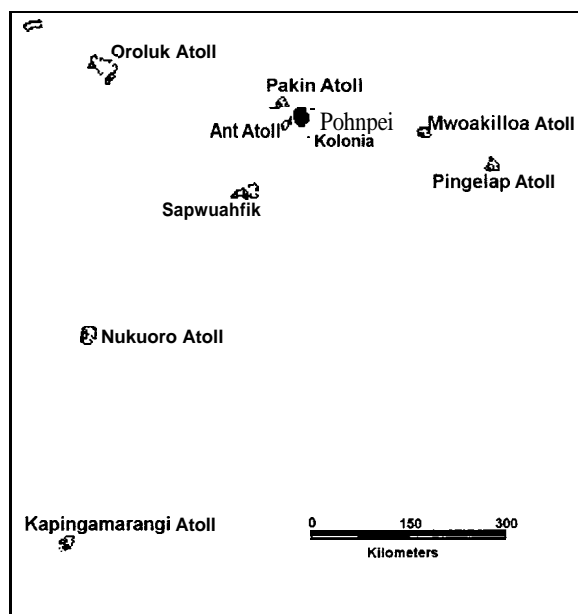 Oroluk Atoll
Pakin Atoll
Ant Atoll
Pohnpei
Kolonia
Mwoakilloa Atoll
Pingelap Atoll
Sapwuahfik
Nukuoro Atoll
Kapingamarangi Atoll
0 150 300
Kilometers